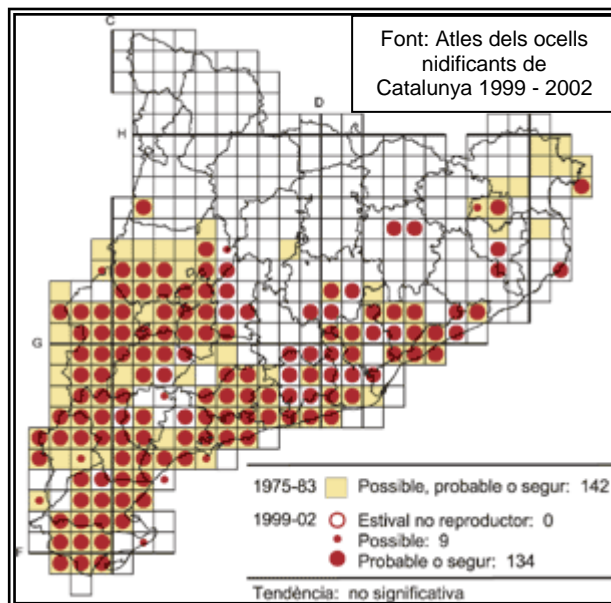 Font: Atles dels ocells
nidificants de
Catalunya 1999 - 2002
C
D
H
G
F
1975-83 Possible, probable o segur: 142
1999-02 Estival no reproductor: 0
Possible: 9
Probable o segur: 134
Tendència: no significativa